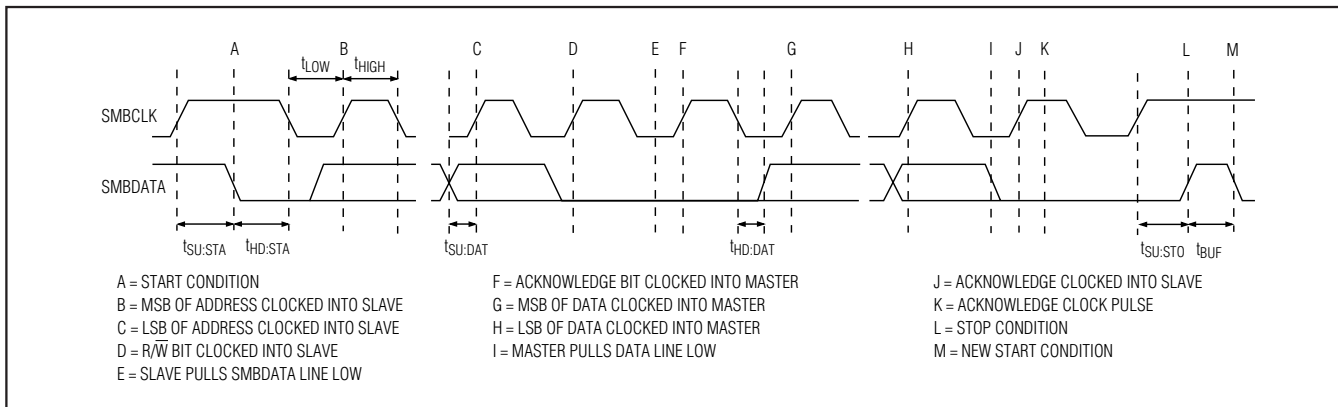 A B C D E F G H I J K L M
tLOW tHIGH
SMBCLK
SMBDATA
tSU:STA tHD:STA tSU:DAT tHD:DAT tSU:STO tBUF
A = START CONDITION
B = MSB OF ADDRESS CLOCKED INTO SLAVE
C = LSB OF ADDRESS CLOCKED INTO SLAVE
D = R/W̅ BIT CLOCKED INTO SLAVE
E = SLAVE PULLS SMBDATA LINE LOW
F = ACKNOWLEDGE BIT CLOCKED INTO MASTER
G = MSB OF DATA CLOCKED INTO MASTER
H = LSB OF DATA CLOCKED INTO MASTER
I = MASTER PULLS DATA LINE LOW
J = ACKNOWLEDGE CLOCKED INTO SLAVE
K = ACKNOWLEDGE CLOCK PULSE
L = STOP CONDITION
M = NEW START CONDITION